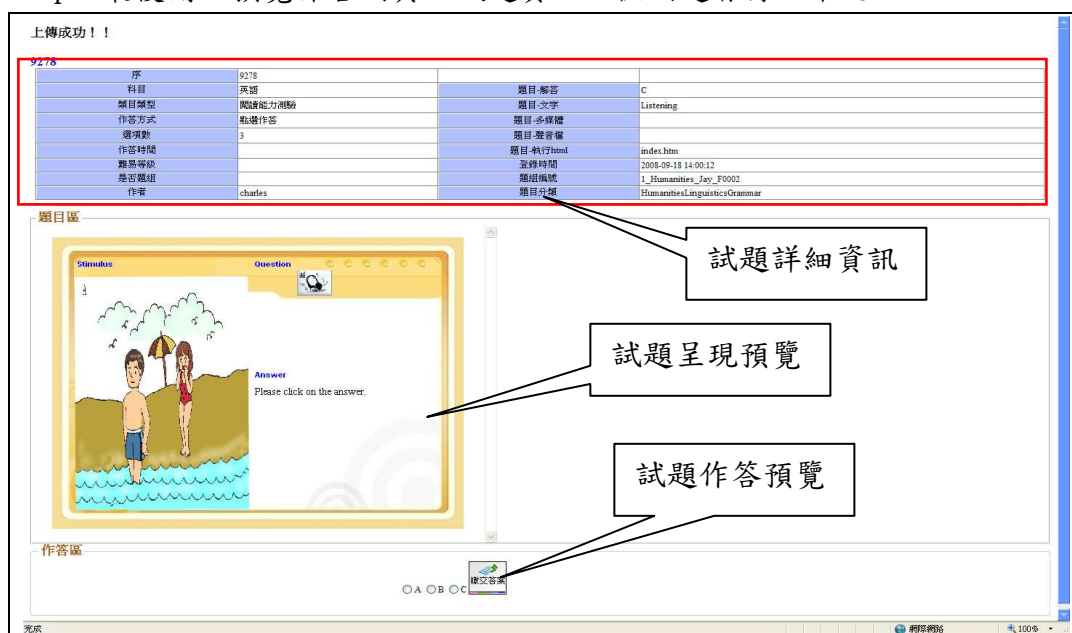 上傳成功！！
9278
序 9278
科目 英語 題目-解答 C
類目類型 閱讀能力測驗 題目-文字 Listening
作答方式 點選作答 題目-多媒體
選項數 3 題目-聲音檔
作答時間 題目-執行html index.htm
難易等級 登錄時間 2008-09-18 14:00:12
是否題組 題組編號 1_Humanities_Jay_F0002
作者 charles 題目分類 HumanitiesLinguisticsGrammar
題目區
試題詳細資訊
Stimulus Question
試題呈現預覽
Answer
Please click on the answer.
試題作答預覽
作答區
繳交答案
A B C
完成 網際網路 100%